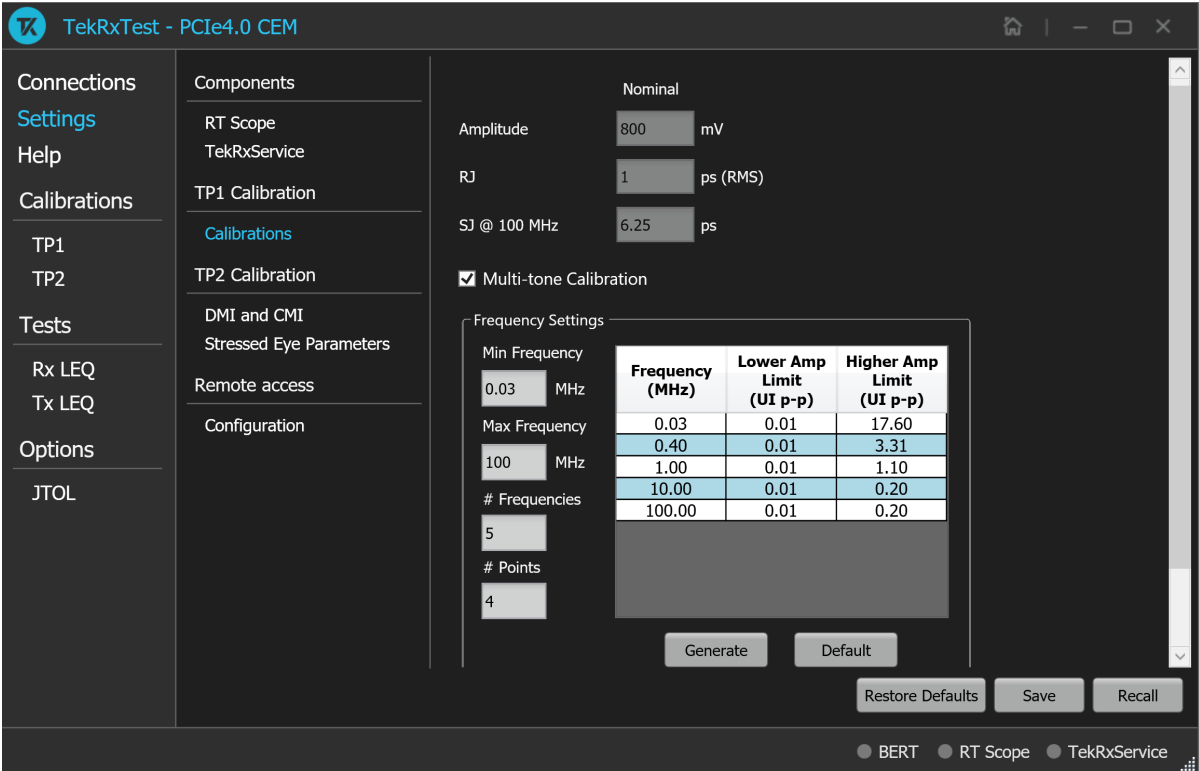 TekRxTest - PCIe4.0 CEM
Connections
Settings
Help
Calibrations
TP1
TP2
Tests
Rx LEQ
Tx LEQ
Options
JTOL
Components
RT Scope
TekRxService
TP1 Calibration
Calibrations
TP2 Calibration
DMI and CMI
Stressed Eye Parameters
Remote access
Configuration
Nominal
Amplitude 800 mV
RJ 1 ps (RMS)
SJ @ 100 MHz 6.25 ps
Multi-tone Calibration
Frequency Settings
Min Frequency
0.03 MHz
Max Frequency
100 MHz
# Frequencies
5
# Points
4
Frequency (MHz) Lower Amp Limit (UI p-p) Higher Amp Limit (UI p-p)
0.03 0.01 17.60
0.40 0.01 3.31
1.00 0.01 1.10
10.00 0.01 0.20
100.00 0.01 0.20
Generate Default
Restore Defaults Save Recall
BERT RT Scope TekRxService